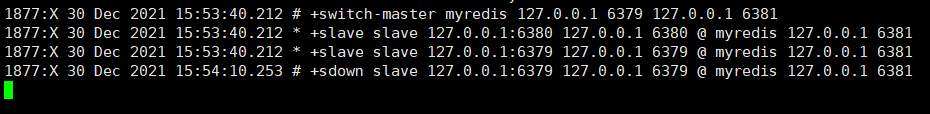 1877:X 30 Dec 2021 15:53:40.212 # +switch-master myredis 127.0.0.1 6379 127.0.0.1 6381
1877:X 30 Dec 2021 15:53:40.212 * +slave slave 127.0.0.1:6380 127.0.0.1 6380 @ myredis 127.0.0.1 6381
1877:X 30 Dec 2021 15:53:40.212 * +slave slave 127.0.0.1:6379 127.0.0.1 6379 @ myredis 127.0.0.1 6381
1877:X 30 Dec 2021 15:54:10.253 # +sdown slave 127.0.0.1:6379 127.0.0.1 6379 @ myredis 127.0.0.1 6381